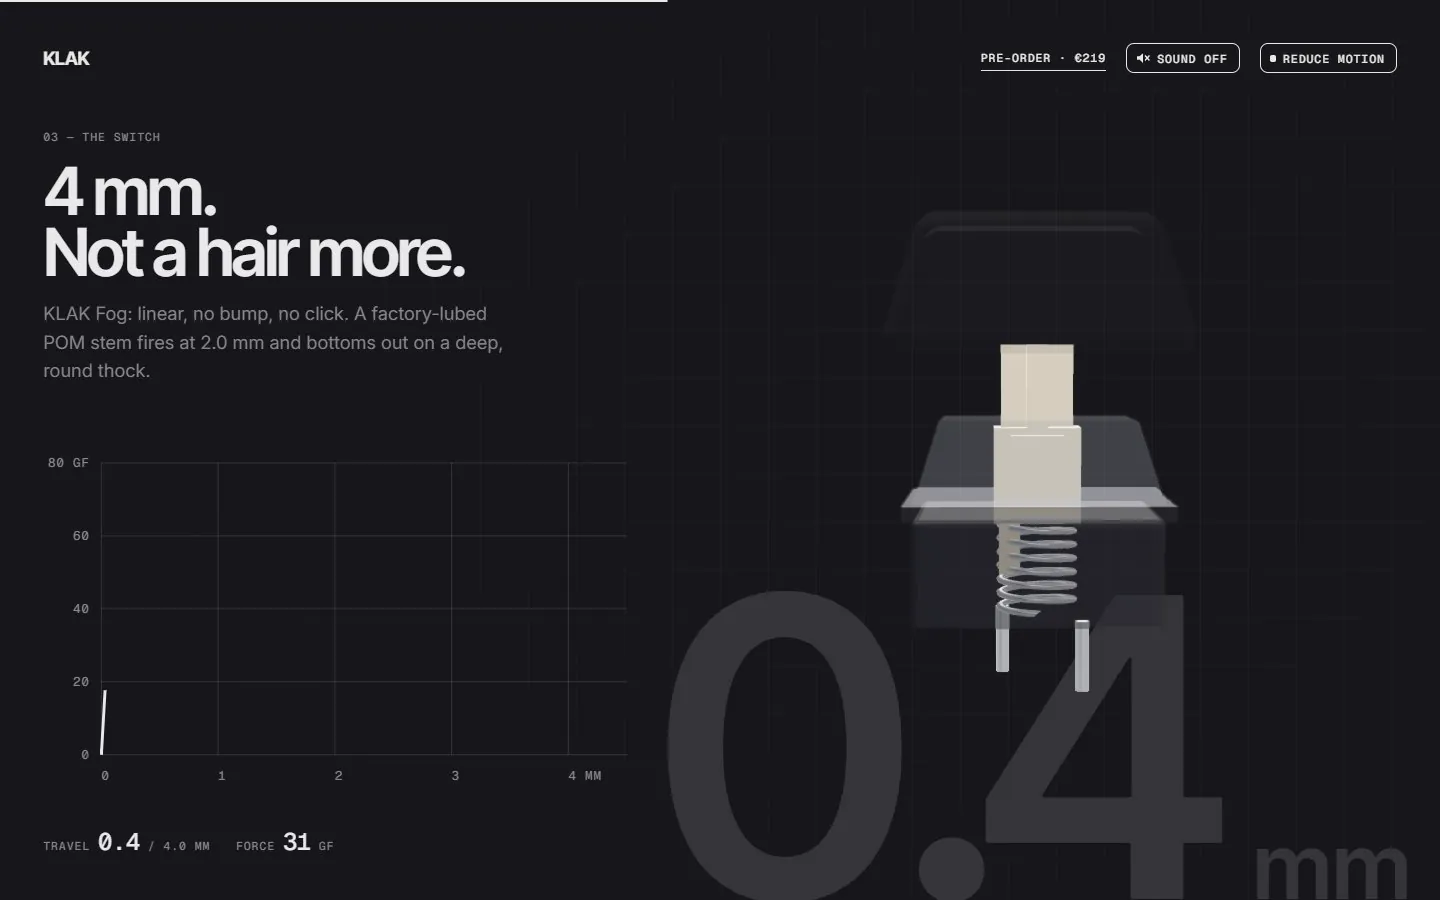 KLAK
PRE-ORDER · €219
SOUND OFF
REDUCE MOTION
03 — THE SWITCH
4 mm.
Not a hair more.
KLAK Fog: linear, no bump, no click. A factory-lubed
POM stem fires at 2.0 mm and bottoms out on a deep,
round thock.
80 GF
60
40
20
0
0 1 2 3 4 MM
TRAVEL 0.4 / 4.0 MM FORCE 31 GF
0.4 mm